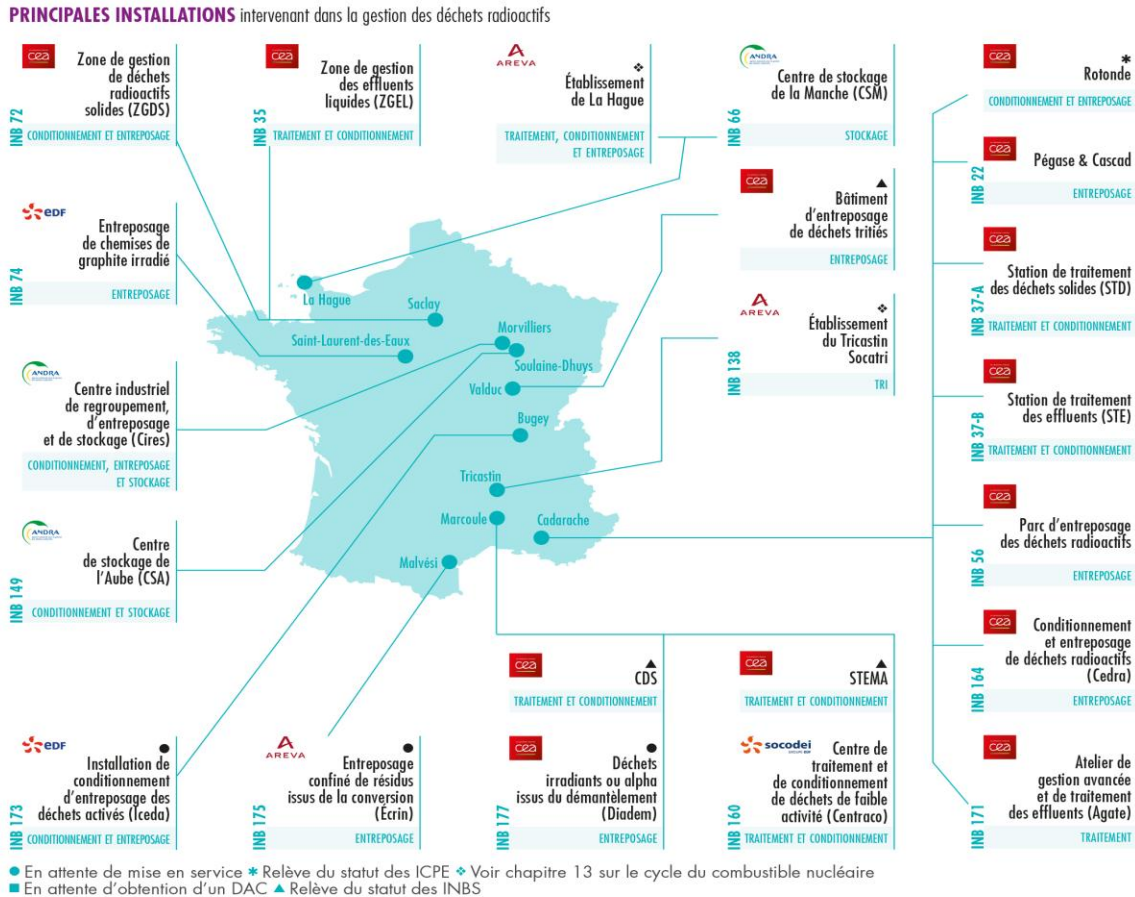 PRINCIPALES INSTALLATIONS intervenant dans la gestion des déchets radioactifs
cea
Zone de gestion
de déchets
radioactifs
solides (ZGDS)
INB 72
CONDITIONNEMENT ET ENTREPOSAGE
cea
Zone de gestion
des effluents
liquides (ZGEL)
INB 35
TRAITEMENT ET CONDITIONNEMENT
AREVA
❖
Établissement
de La Hague
TRAITEMENT, CONDITIONNEMENT
ET ENTREPOSAGE
ANDRA
Centre de stockage
de la Manche (CSM)
INB 66
STOCKAGE
cea
*
Rotonde
CONDITIONNEMENT ET ENTREPOSAGE
cea
Pégase & Cascad
INB 22
ENTREPOSAGE
cea
▲
Bâtiment
d'entreposage
de déchets tritiés
ENTREPOSAGE
eDF
Entreposage
de chemises de
graphite irradié
INB 74
ENTREPOSAGE
cea
Station de traitement
des déchets solides (STD)
INB 37-A
TRAITEMENT ET CONDITIONNEMENT
AREVA
❖
Établissement
du Tricastin
Socatri
INB 138
TRI
La Hague
Saclay
Saint-Laurent-des-Eaux
Morvilliers
Soulaine-Dhuys
Valduc
Bugey
Tricastin
Marcoule
Cadarache
Malvési
ANDRA
Centre industriel
de regroupement,
d'entreposage
et de stockage (Cires)
CONDITIONNEMENT, ENTREPOSAGE
ET STOCKAGE
cea
Station de traitement
des effluents (STE)
INB 37-B
TRAITEMENT ET CONDITIONNEMENT
ANDRA
Centre
de stockage de
l'Aube (CSA)
INB 149
CONDITIONNEMENT ET STOCKAGE
cea
Parc d'entreposage
des déchets radioactifs
INB 56
ENTREPOSAGE
cea
Conditionnement
et entreposage
de déchets radioactifs
(Cedra)
INB 164
ENTREPOSAGE
cea
▲
CDS
TRAITEMENT ET CONDITIONNEMENT
cea
▲
STEMA
TRAITEMENT ET CONDITIONNEMENT
eDF
●
Installation de
conditionnement
d'entreposage des
déchets activés (Iceda)
INB 173
CONDITIONNEMENT ET ENTREPOSAGE
AREVA
●
Entreposage
confiné de résidus
issus de la conversion
(Écrin)
INB 175
ENTREPOSAGE
cea
●
Déchets
irradiants ou alpha
issus du démantèlement
(Diadem)
INB 177
ENTREPOSAGE
socodei
Centre de
traitement et
de conditionnement
de déchets de faible
activité (Centraco)
INB 160
TRAITEMENT ET CONDITIONNEMENT
cea
Atelier de
gestion avancée
et de traitement
des effluents (Agate)
INB 171
TRAITEMENT
● En attente de mise en service * Relève du statut des ICPE ❖ Voir chapitre 13 sur le cycle du combustible nucléaire
■ En attente d'obtention d'un DAC ▲ Relève du statut des INBS